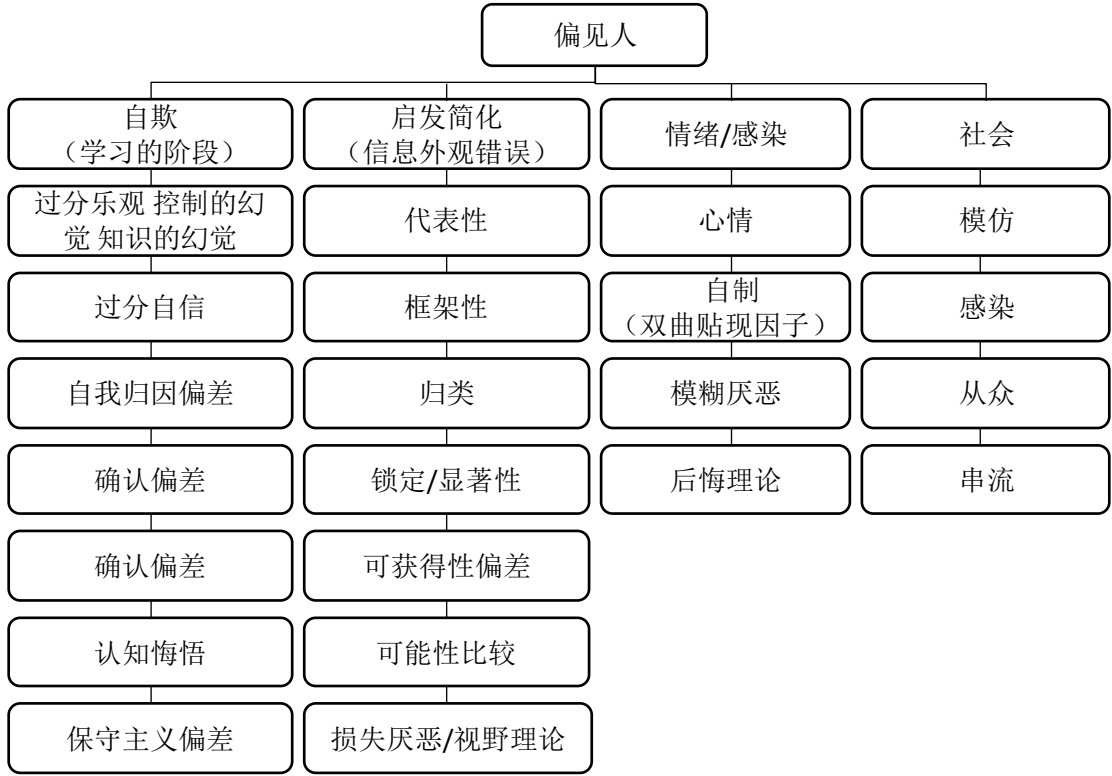 偏见人
自欺
（学习的阶段）
启发简化
（信息外观错误）
情绪/感染
社会
过分乐观 控制的幻
觉 知识的幻觉
代表性
心情
模仿
过分自信
框架性
自制
（双曲贴现因子）
感染
自我归因偏差
归类
模糊厌恶
从众
确认偏差
锁定/显著性
后悔理论
串流
确认偏差
可获得性偏差
认知悔悟
可能性比较
保守主义偏差
损失厌恶/视野理论